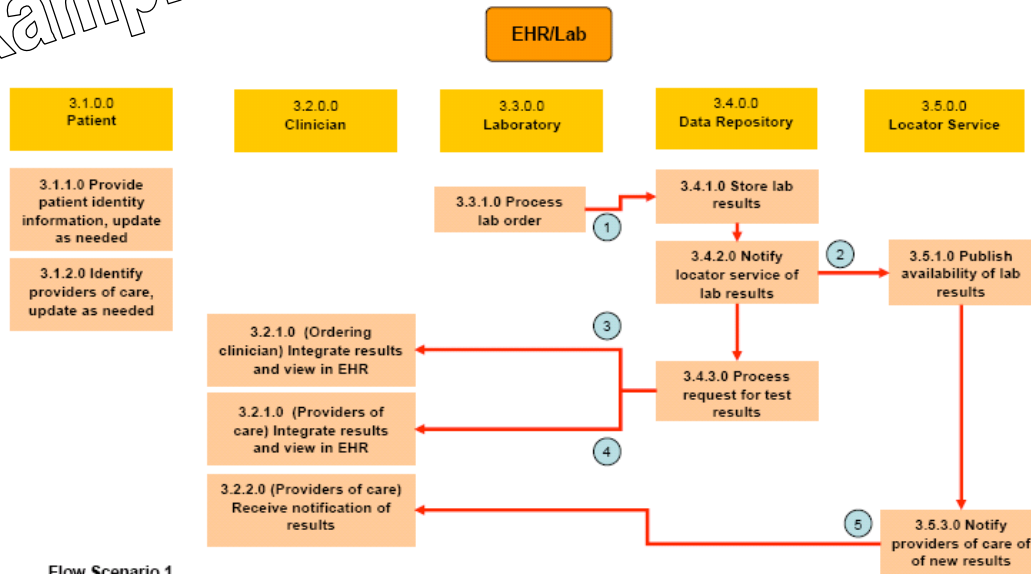 EHR/Lab
3.1.0.0
Patient
3.2.0.0
Clinician
3.3.0.0
Laboratory
3.4.0.0
Data Repository
3.5.0.0
Locator Service
3.1.1.0 Provide
patient identity
information, update
as needed
3.1.2.0 Identify
providers of care,
update as needed
3.3.1.0 Process
lab order
1
3.4.1.0 Store lab
results
3.4.2.0 Notify
locator service of
lab results
2
3.5.1.0 Publish
availability of lab
results
3.2.1.0 (Ordering
clinician) Integrate results
and view in EHR
3
3.4.3.0 Process
request for test
results
3.2.1.0 (Providers of
care) Integrate results
and view in EHR
4
3.2.2.0 (Providers of care)
Receive notification of
results
5
3.5.3.0 Notify
providers of care of
of new results
Flow Scenario 1